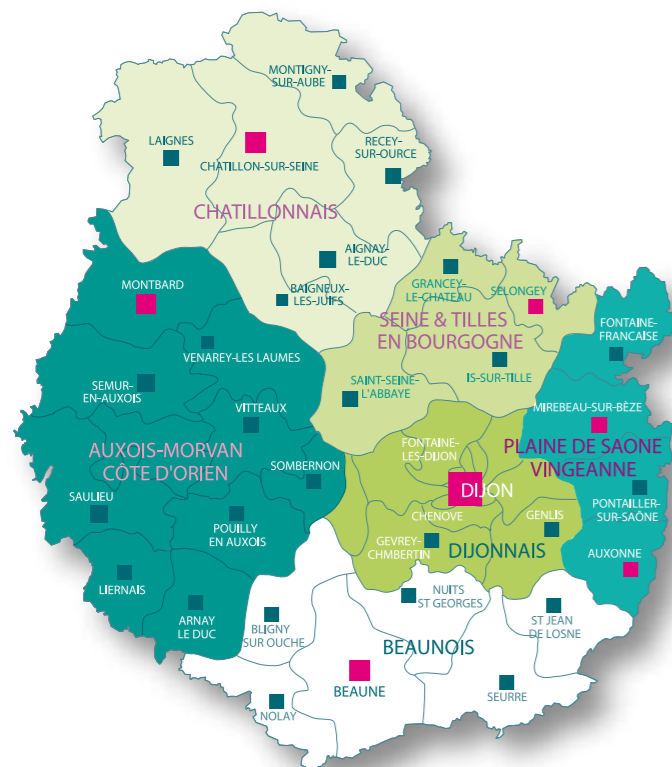 MONTIGNY-
SUR-AUBE
LAIGNES
CHATILLON-SUR-SEINE
RECEY-
SUR-OURCE
CHATILLONNAIS
AIGNAY-
LE-DUC
BAIGNEUX-
LES-JUIFS
GRANCEY-
LE-CHATEAU
SELONGEY
MONTBARD
SEINE & TILLES
EN BOURGOGNE
FONTAINE-
FRANCAISE
VENAREY-LES LAUMES
IS-SUR-TILLE
SEMUR-
EN-AUXOIS
SAINT-SEINE-
L'ABBAYE
VITTEAUX
MIREBEAU-SUR-BÈZE
AUXOIS-MORVAN
CÔTE D'ORIEN
FONTAINE-
LES-DIJON
PLAINE DE SAONE
VINGEANNE
SOMBERNON
DIJON
SAULIEU
PONTAILLER-
SUR-SAÔNE
POUILLY
EN AUXOIS
CHENOVE
GENLIS
GEVREY-
CHMBERTIN
DIJONNAIS
AUXONNE
LIERNAIS
ARNAY
LE DUC
NUITS
ST GEORGES
BLIGNY
SUR OUCHE
ST JEAN
DE LOSNE
BEAUNOIS
BEAUNE
SEURRE
NOLAY